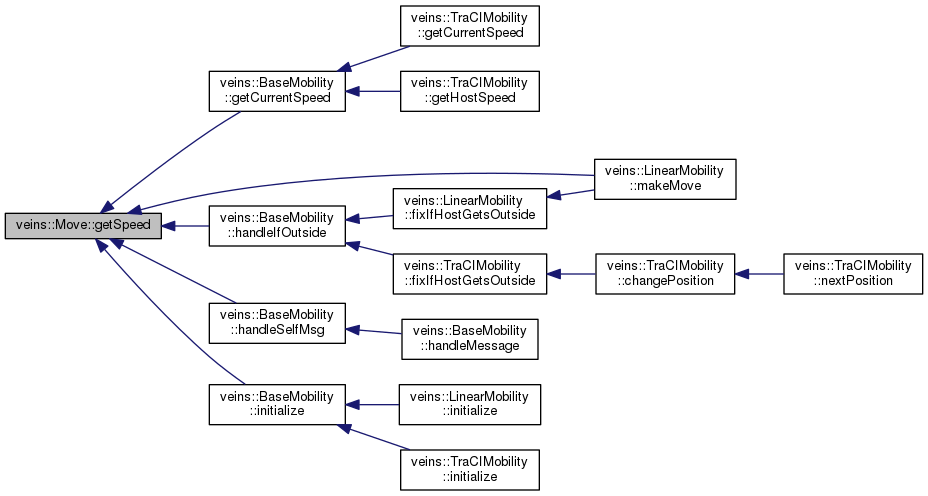 veins::TraCIMobility
::getCurrentSpeed
veins::BaseMobility
::getCurrentSpeed
veins::TraCIMobility
::getHostSpeed
veins::LinearMobility
::makeMove
veins::Move::getSpeed
veins::BaseMobility
::handleIfOutside
veins::LinearMobility
::fixIfHostGetsOutside
veins::TraCIMobility
::fixIfHostGetsOutside
veins::TraCIMobility
::changePosition
veins::TraCIMobility
::nextPosition
veins::BaseMobility
::handleSelfMsg
veins::BaseMobility
::handleMessage
veins::BaseMobility
::initialize
veins::LinearMobility
::initialize
veins::TraCIMobility
::initialize